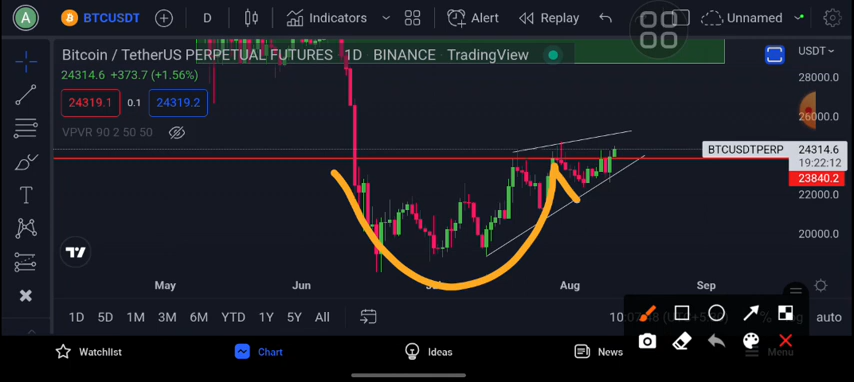 A BTCUSDT D Indicators Alert Replay Unnamed
Bitcoin / TetherUS PERPETUAL FUTURES 1D BINANCE TradingView
USDT
24314.6 +373.7 (+1.56%)
28000.0
24319.1 0.1 24319.2
26000.0
VPVR 90 2 50 50
BTCUSDTPERP 24314.6
19:22:12
23840.2
22000.0
20000.0
May Jun Aug Sep
1D 5D 1M 3M 6M YTD 1Y 5Y All
auto
Watchlist Chart Ideas News Menu